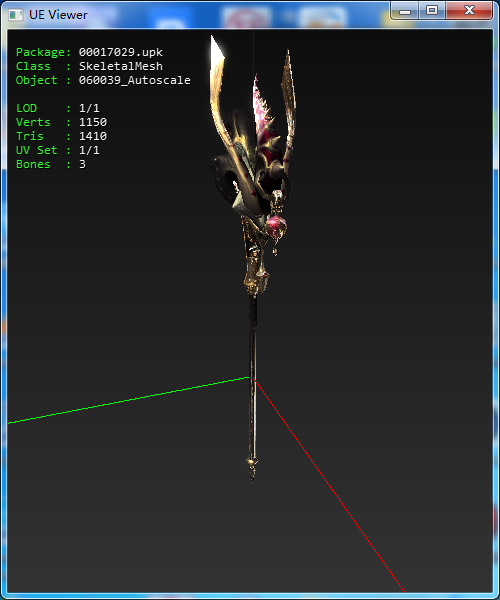 UE Viewer
Package: 00017029.upk
Class : SkeletalMesh
Object : 060039_Autoscale
LOD : 1/1
Verts : 1150
Tris : 1410
UV Set : 1/1
Bones : 3